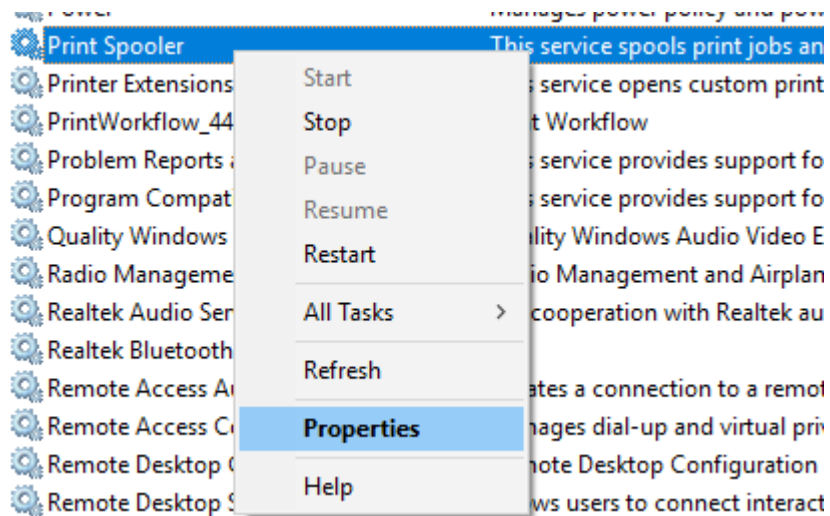 Print Spooler This service spools print jobs an
Printer Extensions service opens custom print
PrintWorkflow_44 t Workflow
Problem Reports service provides support fo
Program Compat service provides support fo
Quality Windows lity Windows Audio Video E
Radio Manageme io Management and Airplan
Realtek Audio Ser cooperation with Realtek au
Realtek Bluetooth
Remote Access Au ates a connection to a remot
Remote Access Co nages dial-up and virtual priv
Remote Desktop C note Desktop Configuration
Remote Desktop S ws users to connect interact
Start
Stop
Pause
Resume
Restart
All Tasks >
Refresh
Properties
Help